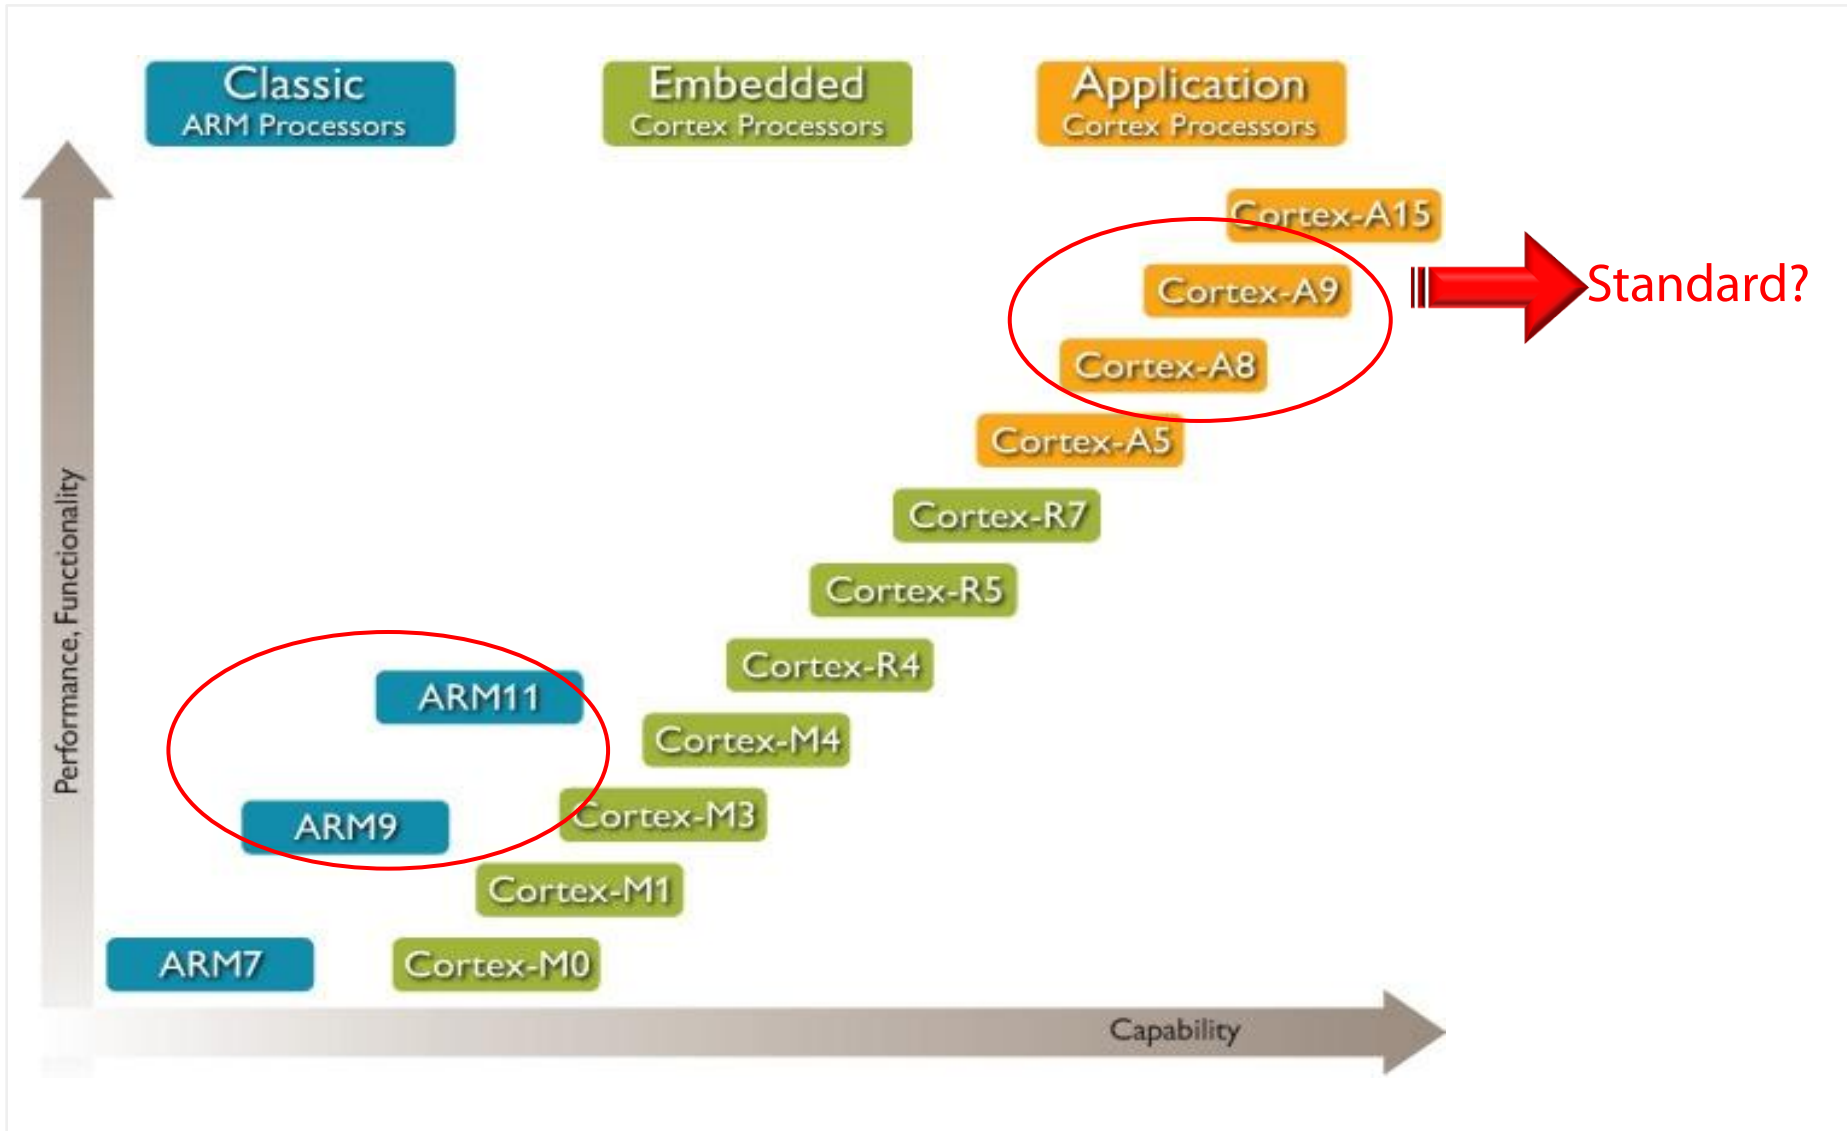 Classic
ARM Processors
Embedded
Cortex Processors
Application
Cortex Processors
Cortex-A15
Cortex-A9
Standard?
Cortex-A8
Cortex-A5
Cortex-R7
Cortex-R5
Cortex-R4
ARM11
Cortex-M4
Cortex-M3
ARM9
Cortex-M1
ARM7
Cortex-M0
Performance, Functionality
Capability